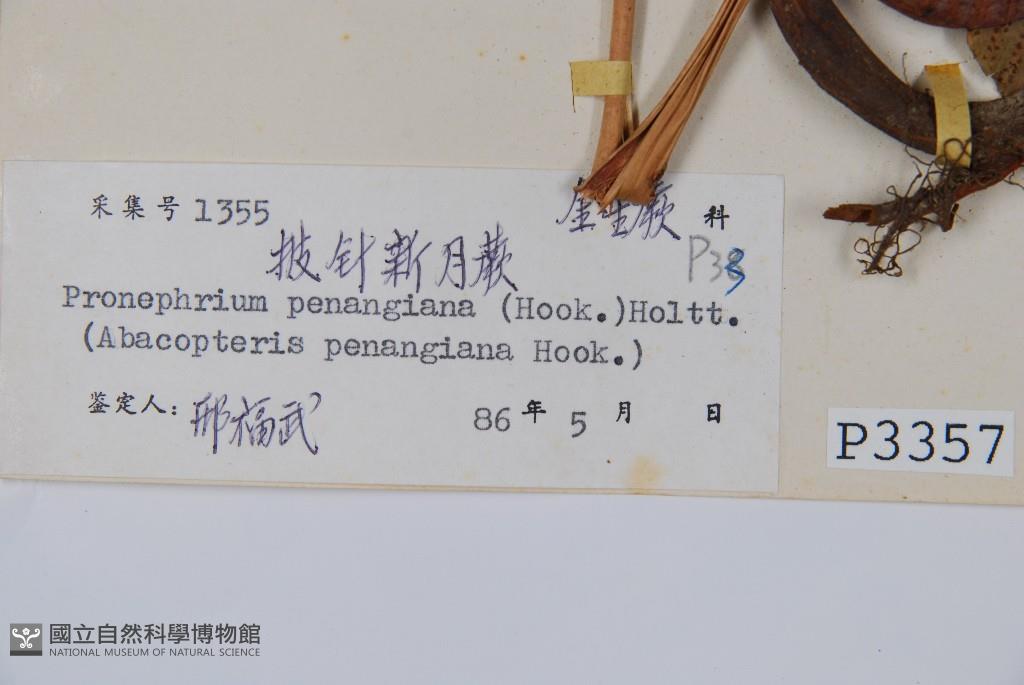 采集号 1355 金星蕨 科
披针新月蕨 P33
Pronephrium penangiana (Hook.)Holtt.
(Abacopteris penangiana Hook.)
鉴定人: 邢福武 86 年 5 月 日
P3357
國立自然科學博物館
NATIONAL MUSEUM OF NATURAL SCIENCE